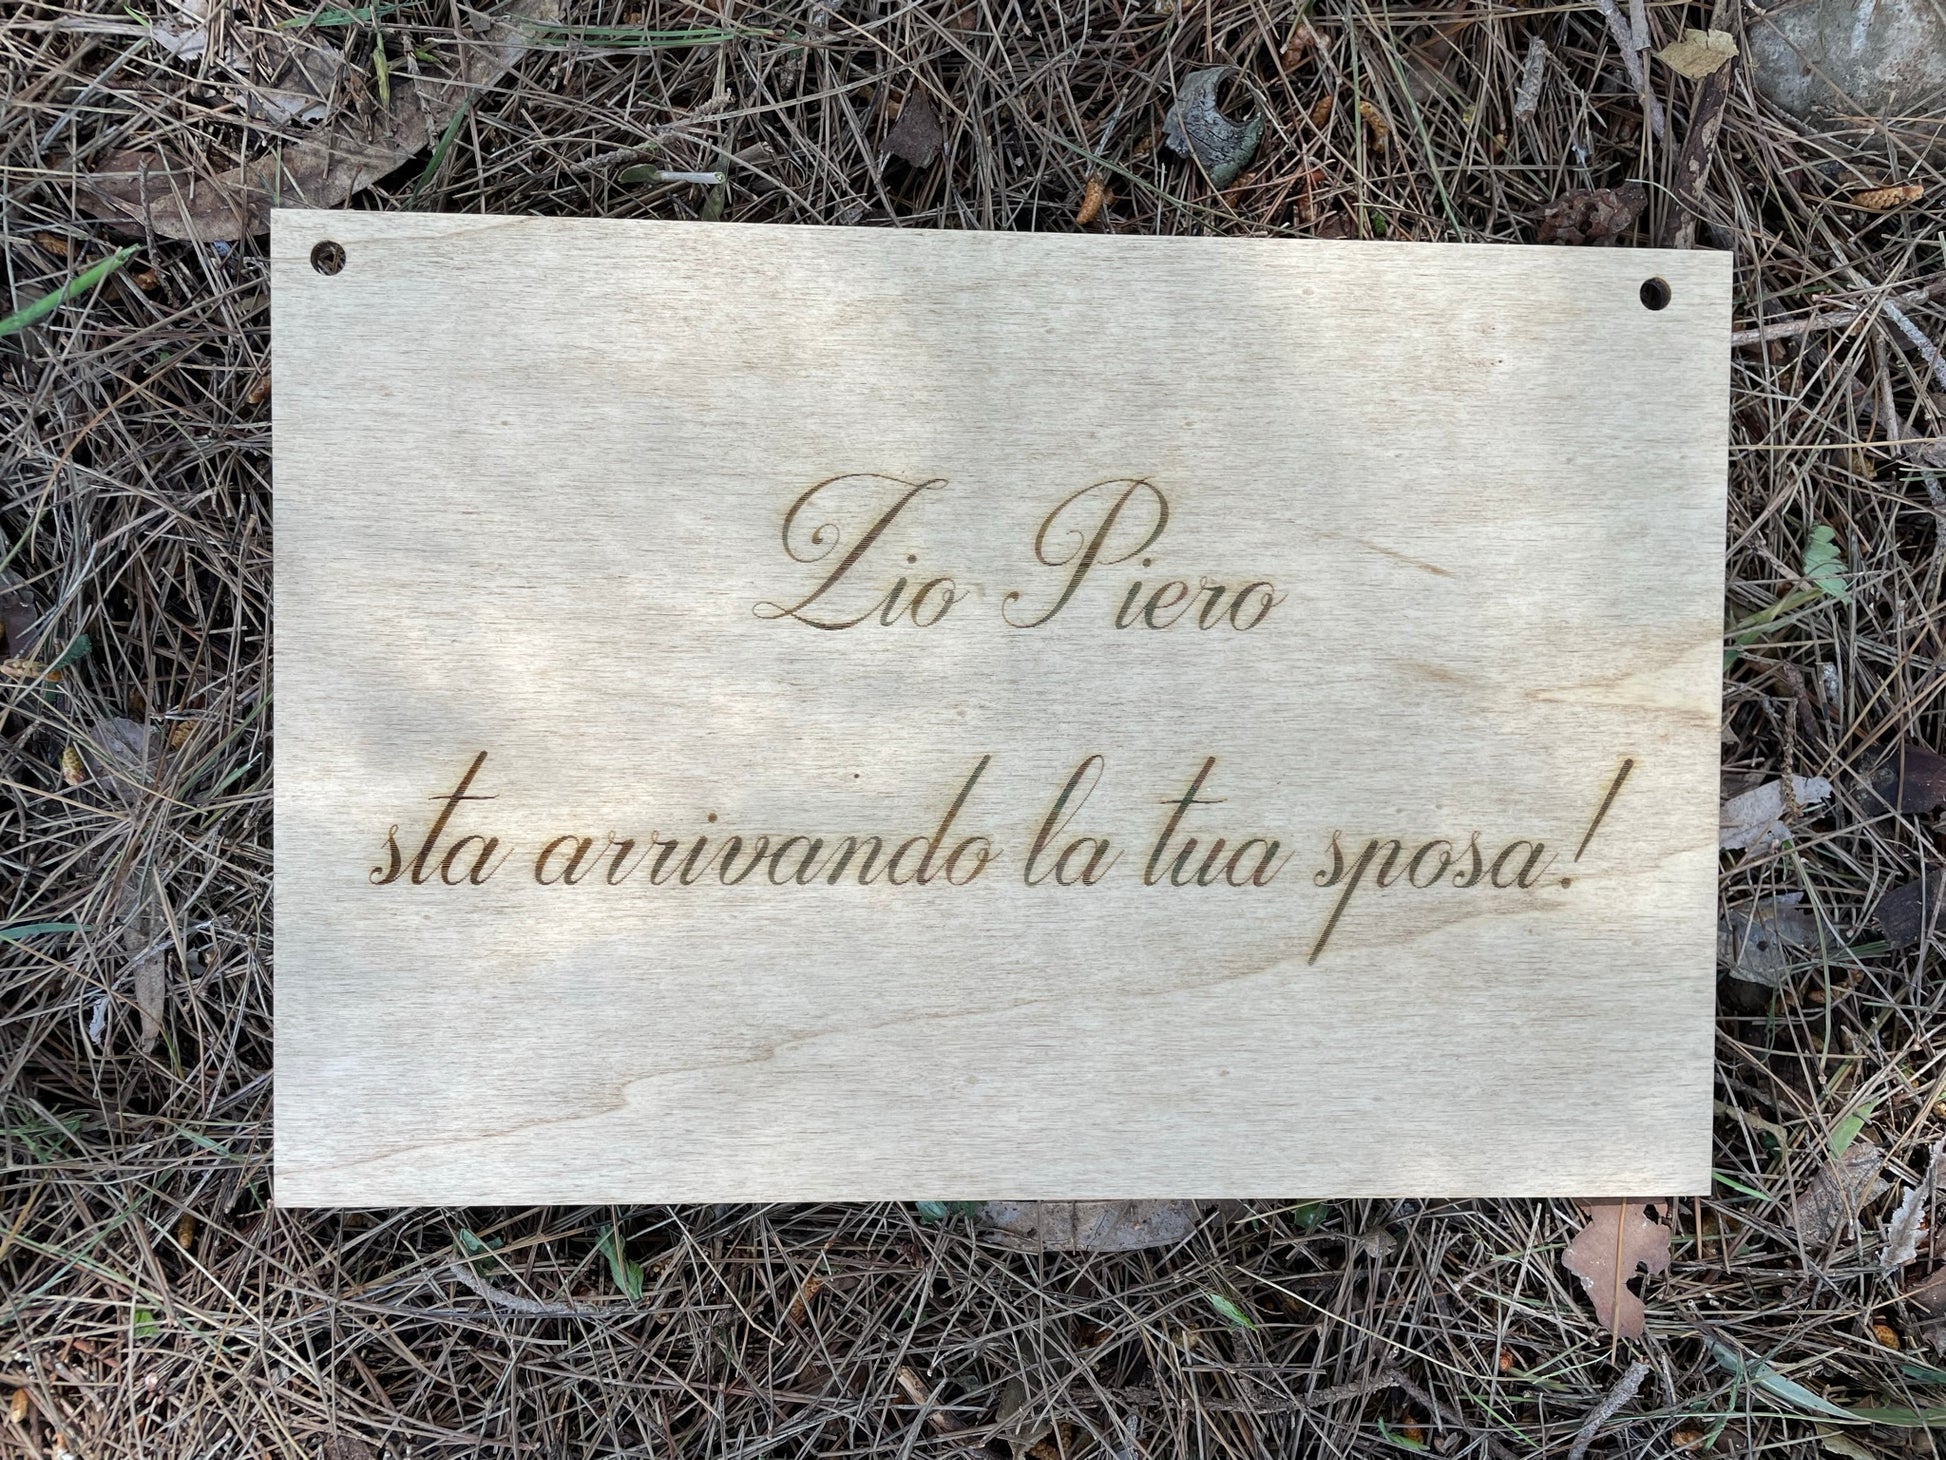 Zio Piero
sta arrivando la tua sposa!